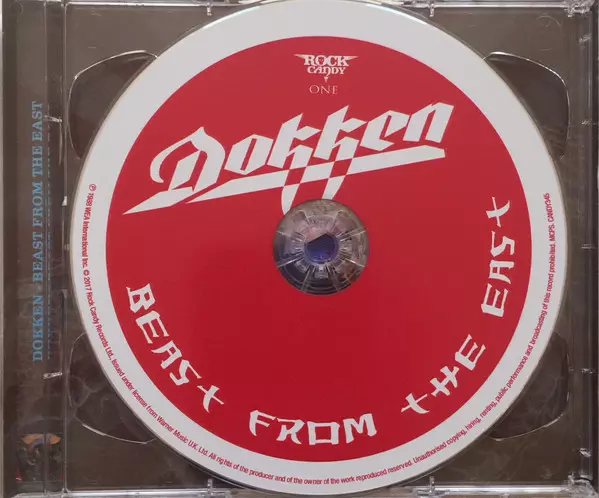 ROCK
CANDY
ONE
Dokken
BEAST FROM THE EAST
℗ 1988 WEA International Inc. © 2017 Rock Candy Records Ltd., Issued under license from Warner Music U.K. Ltd. All rights of the producer and of the owner of the work reproduced reserved. Unauthorised copying, hiring, renting, public performance and broadcasting of this record prohibited. MCPS. CANDY345
DOKKEN - BEAST FROM THE EAST